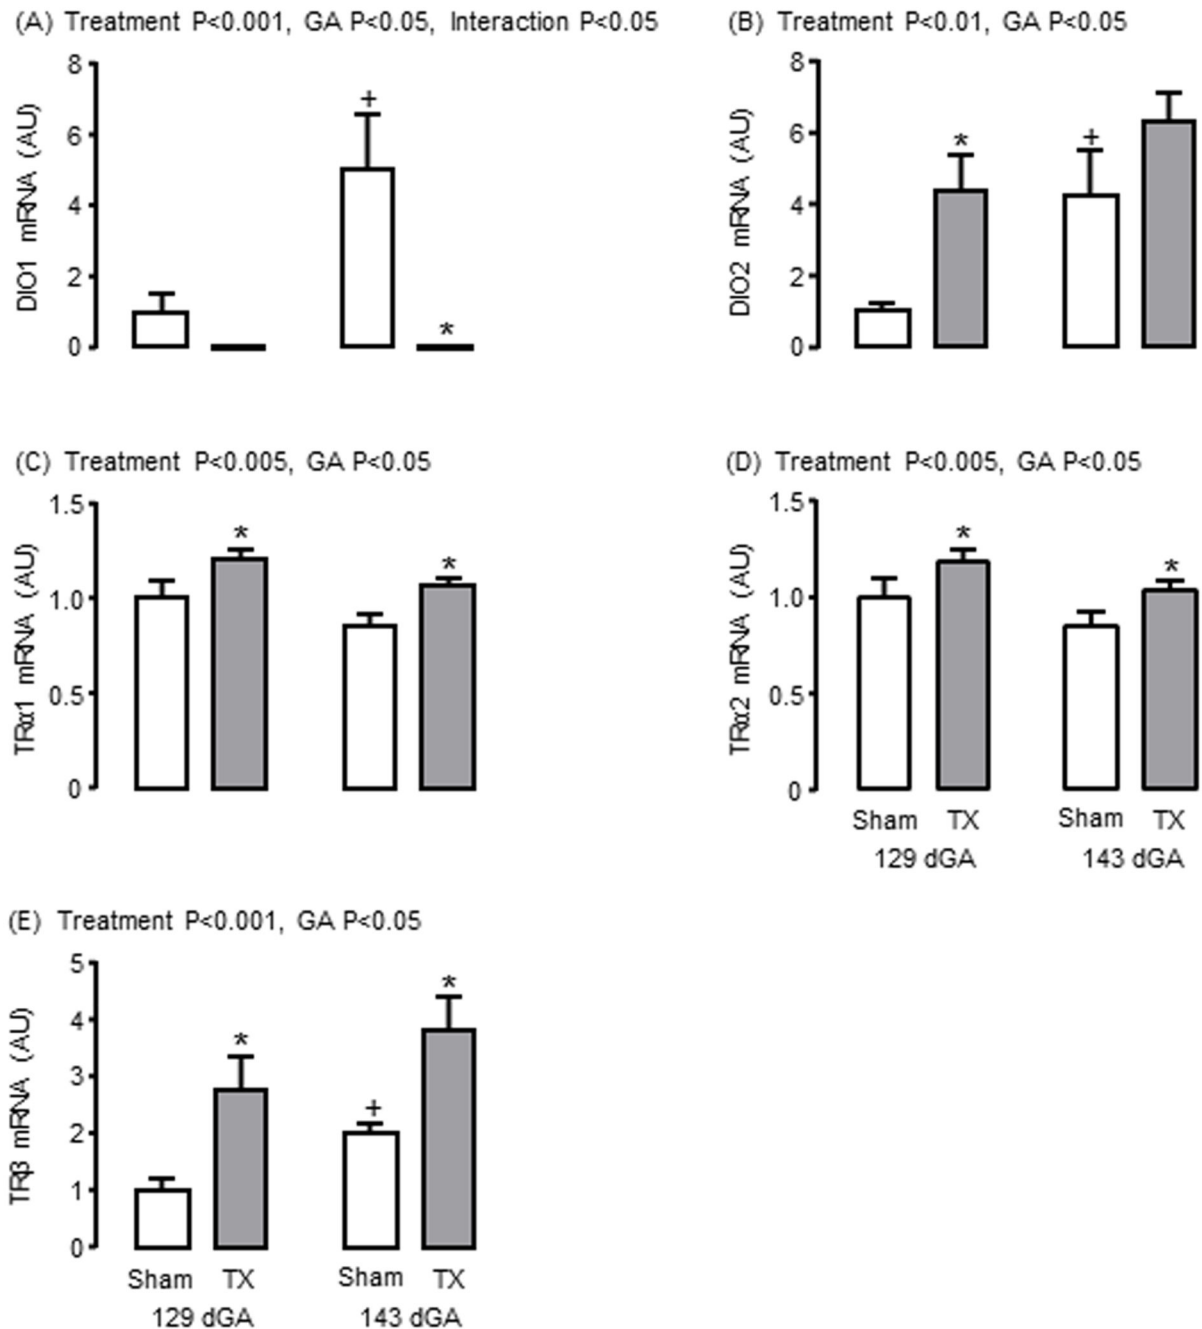 (A) Treatment P<0.001, GA P<0.05, Interaction P<0.05
DIO1 mRNA (AU)
8
6
4
2
0
+
*
(B) Treatment P<0.01, GA P<0.05
DIO2 mRNA (AU)
8
6
4
2
0
*
+
(C) Treatment P<0.005, GA P<0.05
TRα1 mRNA (AU)
1.5
1.0
0.5
0
*
*
(D) Treatment P<0.005, GA P<0.05
TRα2 mRNA (AU)
1.5
1.0
0.5
0
*
*
Sham TX Sham TX
129 dGA 143 dGA
(E) Treatment P<0.001, GA P<0.05
TRβ mRNA (AU)
5
4
3
2
1
0
*
+
*
Sham TX Sham TX
129 dGA 143 dGA